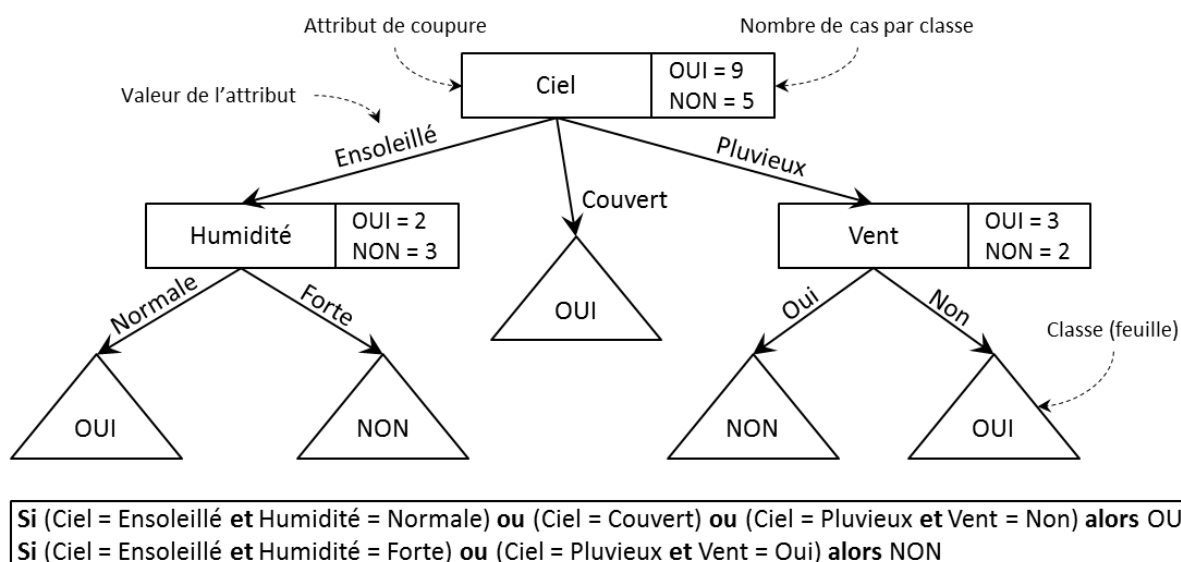 Attribut de coupure
Nombre de cas par classe
Ciel
OUI = 9
NON = 5
Valeur de l'attribut
Ensoleillé
Couvert
Pluvieux
Humidité
OUI = 2
NON = 3
Vent
OUI = 3
NON = 2
Normale
Forte
OUI
Oui
Non
Classe (feuille)
OUI
NON
NON
OUI
Si (Ciel = Ensoleillé et Humidité = Normale) ou (Ciel = Couvert) ou (Ciel = Pluvieux et Vent = Non) alors OU
Si (Ciel = Ensoleillé et Humidité = Forte) ou (Ciel = Pluvieux et Vent = Oui) alors NON